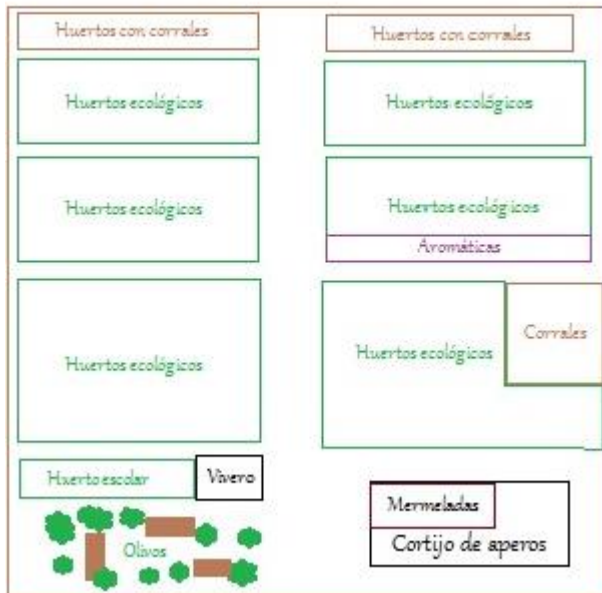 Huertos con corrales
Huertos con corrales
Huertos ecológicos
Huertos ecológicos
Huertos ecológicos
Huertos ecológicos
Aromáticas
Huertos ecológicos
Huertos ecológicos
Corrales
Huerto escolar
Vivero
Olivos
Mermeladas
Cortijo de aperos